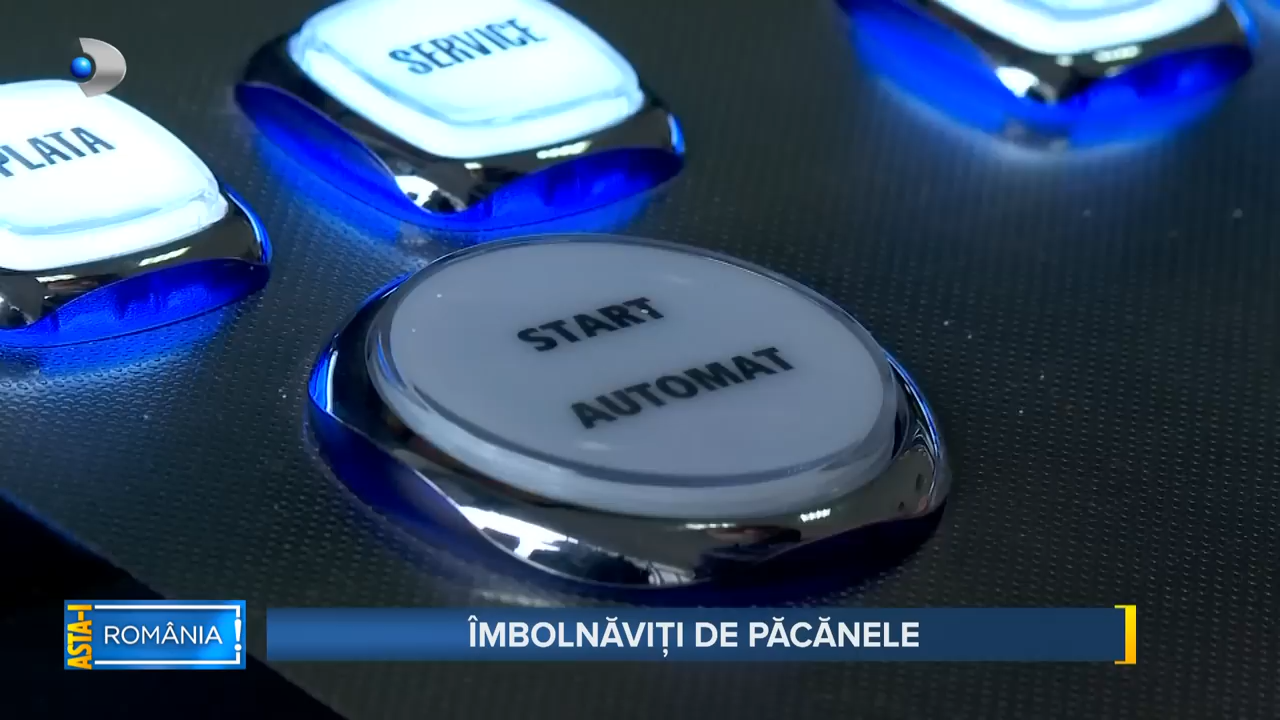 SERVICE
PLATA
START
AUTOMAT
ASTA-I
ROMÂNIA!
ÎMBOLNĂVIȚI DE PĂCĂNELE